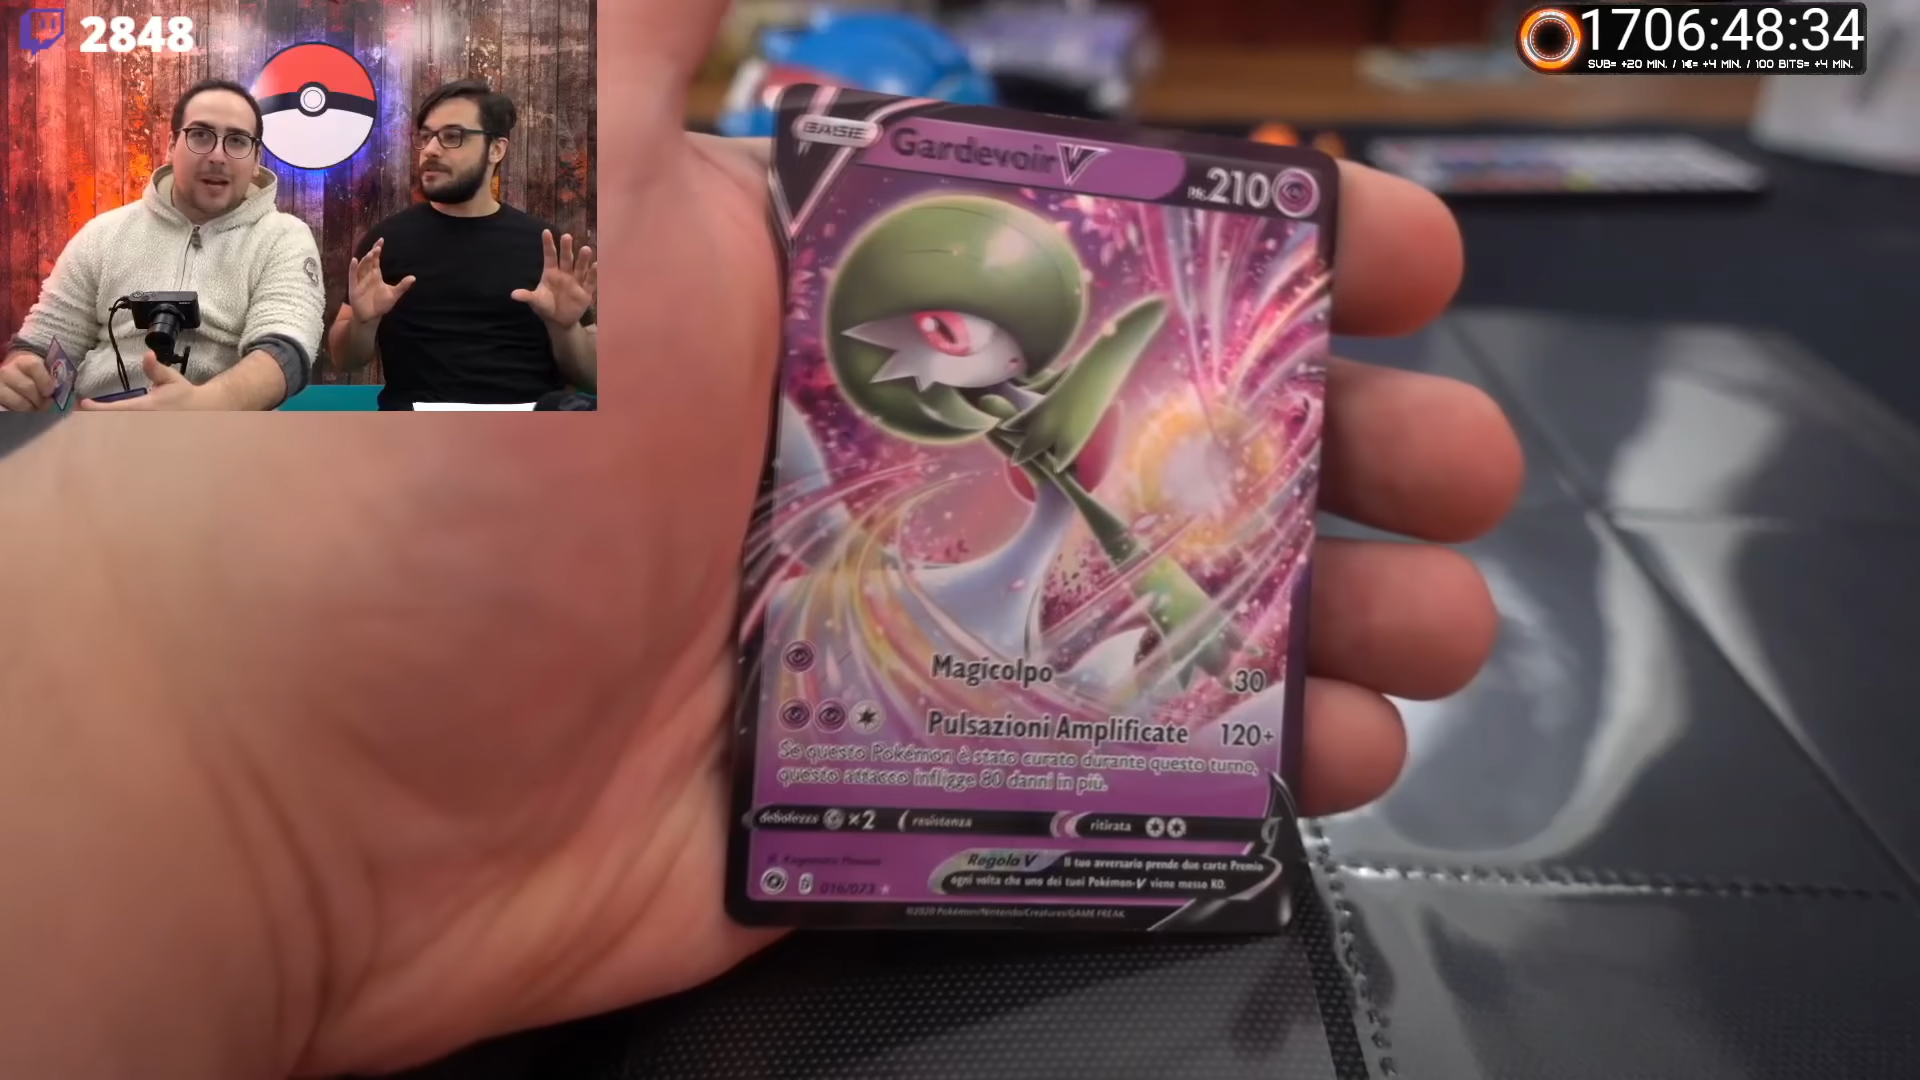 2848
1706:48:34
SUB= +20 MIN. / 1€= +4 MIN. / 100 BITS= +4 MIN.
BASE
Gardevoir V
PS. 210
Magicolpo 30
Pulsazioni Amplificate 120+
Se questo Pokémon è stato curato durante questo turno,
questo attacco infligge 80 danni in più.
debolezza ×2 resistenza ritirata
Regola V Il tuo avversario prende due carte Premio
ogni volta che uno dei tuoi Pokémon-V viene messo KO.
016/073
©2020 Pokémon/Nintendo/Creatures/GAME FREAK